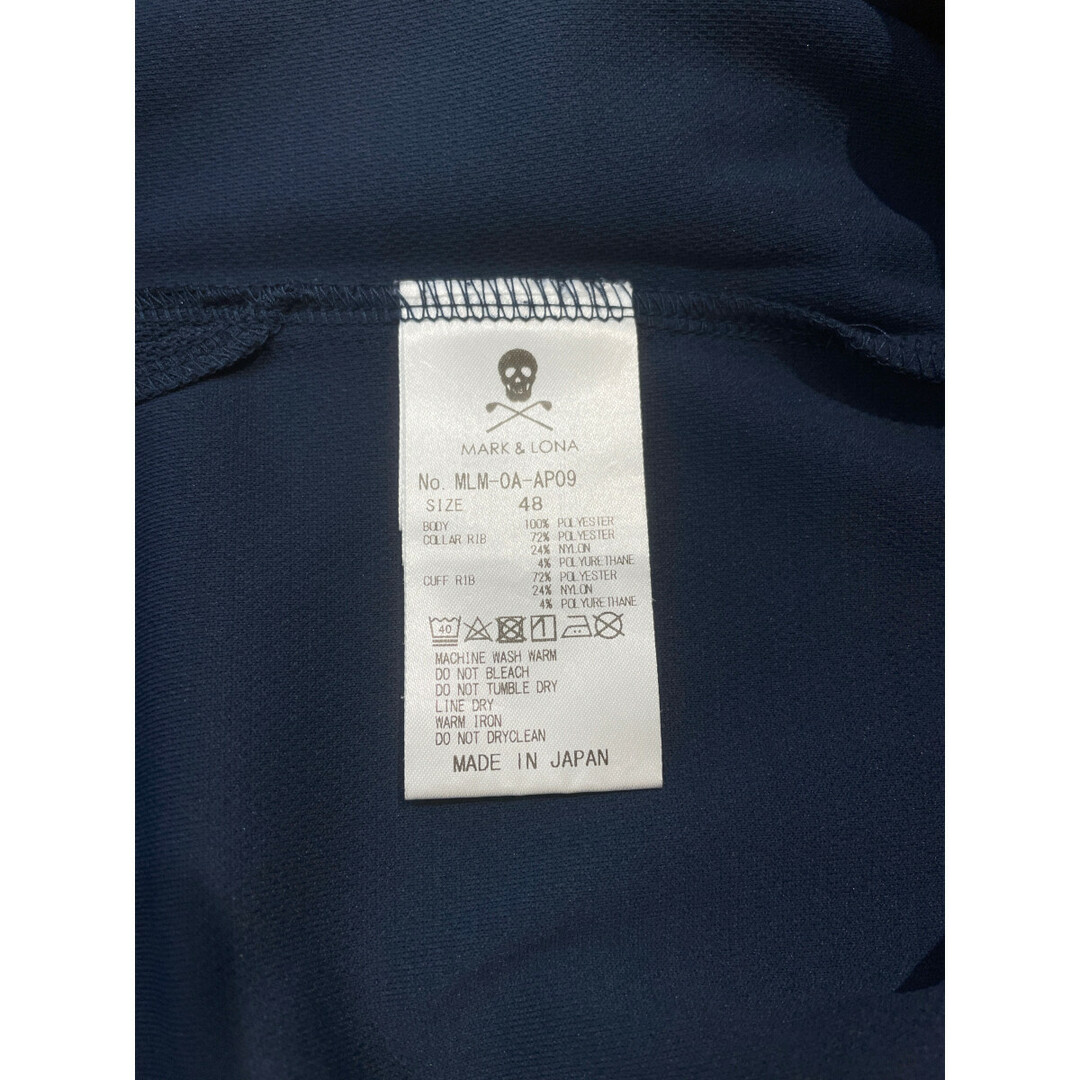 MARK & LONA
No. MLM-0A-AP09
SIZE 48
BODY 100% POLYESTER
COLLAR RIB 72% POLYESTER
24% NYLON
4% POLYURETHANE
CUFF RIB 72% POLYESTER
24% NYLON
4% POLYURETHANE
40
MACHINE WASH WARM
DO NOT BLEACH
DO NOT TUMBLE DRY
LINE DRY
WARM IRON
DO NOT DRYCLEAN
MADE IN JAPAN